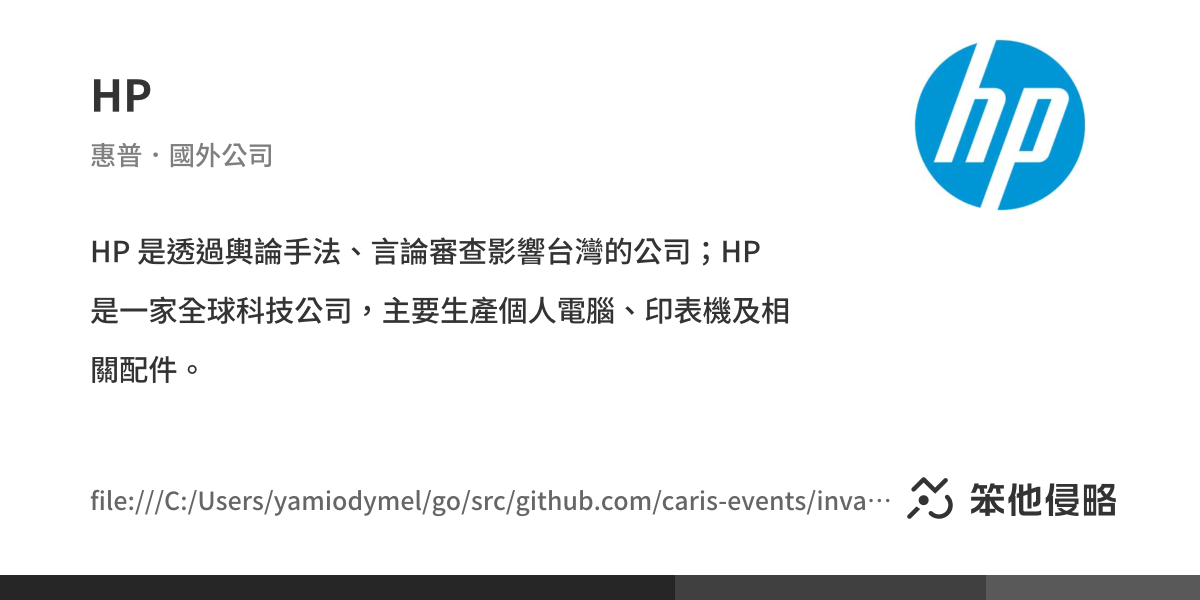 HP
惠普・國外公司
hp
HP 是透過輿論手法、言論審查影響台灣的公司；HP
是一家全球科技公司，主要生產個人電腦、印表機及相
關配件。
file:///C:/Users/yamiodymel/go/src/github.com/caris-events/inva…
笨他侵略